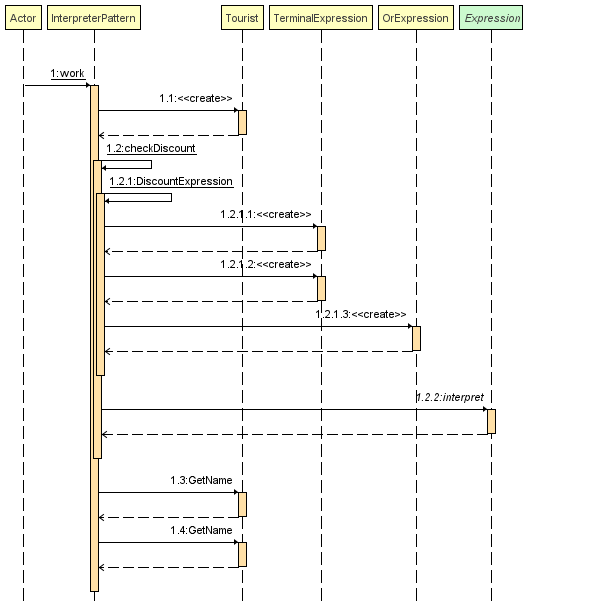 Actor InterpreterPattern Tourist TerminalExpression OrExpression Expression
1:work
1.1:<<create>>
1.2:checkDiscount
1.2.1:DiscountExpression
1.2.1.1:<<create>>
1.2.1.2:<<create>>
1.2.1.3:<<create>>
1.2.2:interpret
1.3:GetName
1.4:GetName